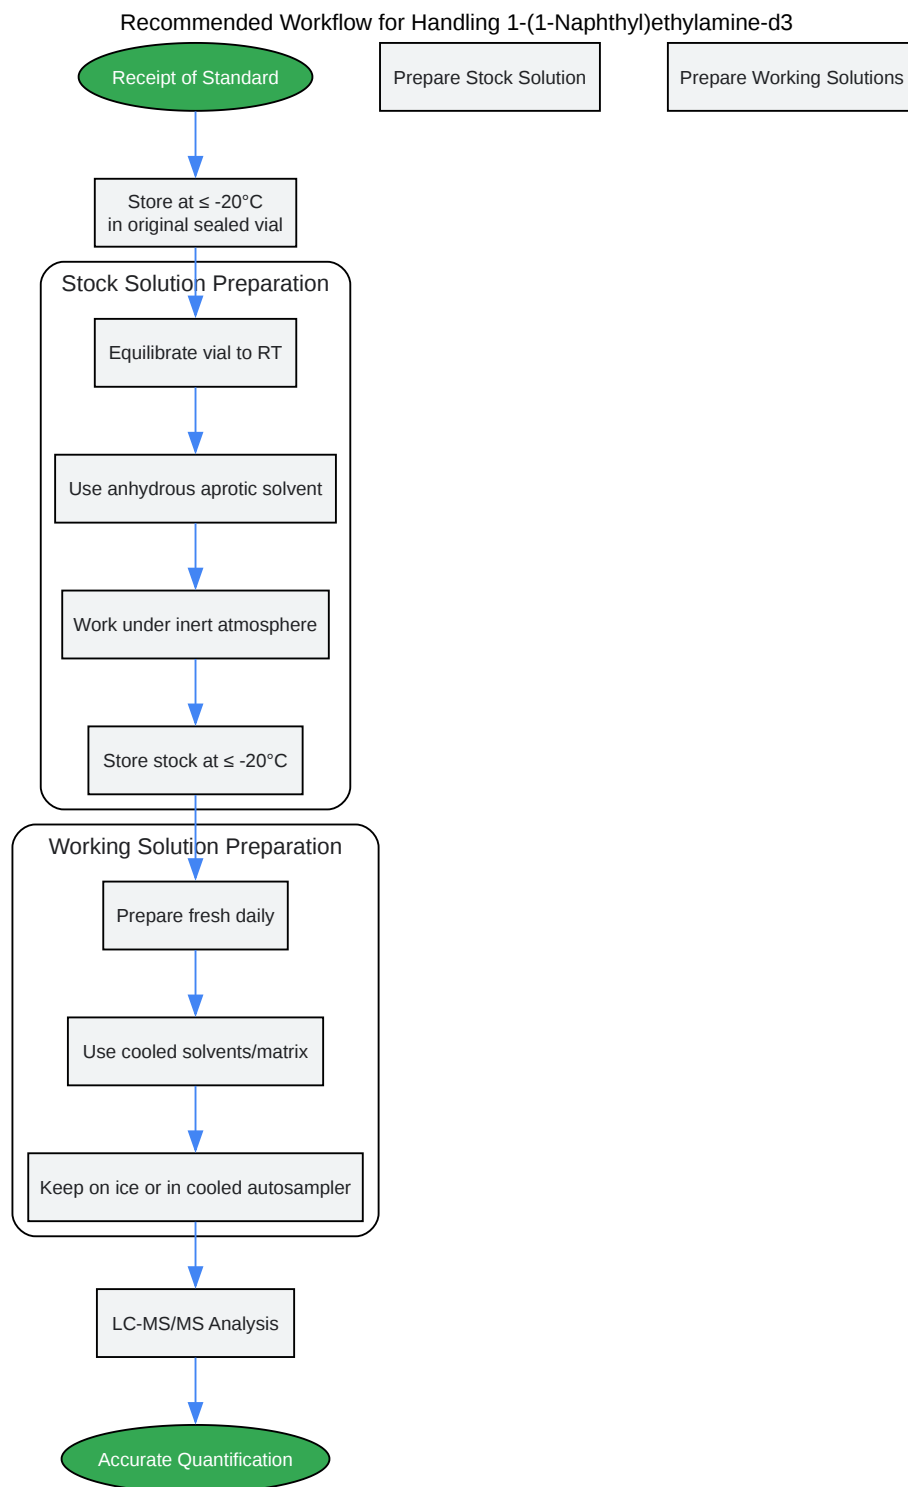 Recommended Workflow for Handling 1-(1-Naphthyl)ethylamine-d3
Receipt of Standard
Prepare Stock Solution
Prepare Working Solutions
Store at ≤ -20°C
in original sealed vial
Stock Solution Preparation
Equilibrate vial to RT
Use anhydrous aprotic solvent
Work under inert atmosphere
Store stock at ≤ -20°C
Working Solution Preparation
Prepare fresh daily
Use cooled solvents/matrix
Keep on ice or in cooled autosampler
LC-MS/MS Analysis
Accurate Quantification